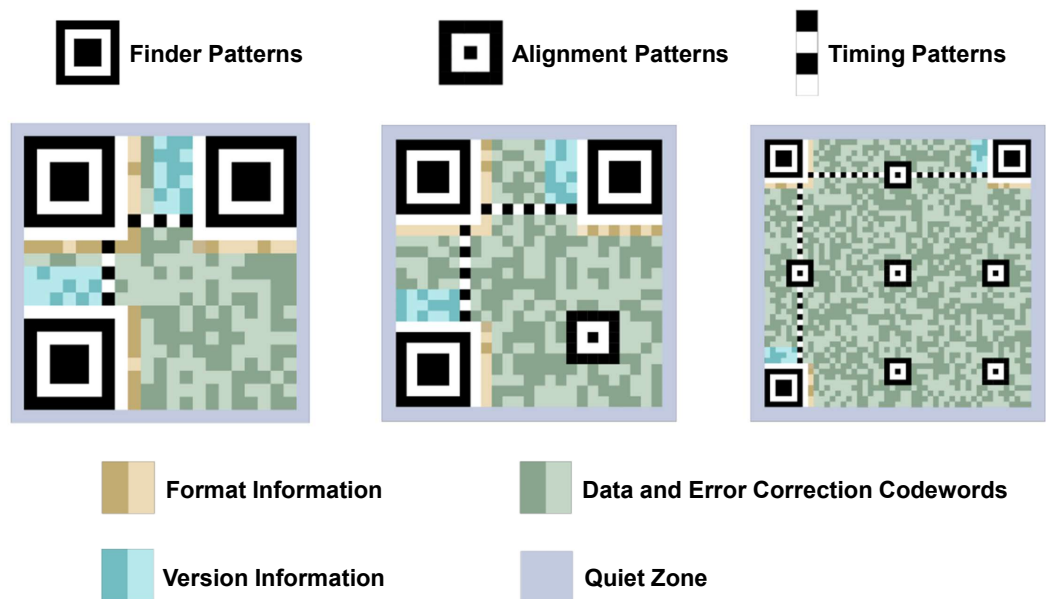 Finder Patterns
Alignment Patterns
Timing Patterns
Format Information
Data and Error Correction Codewords
Version Information
Quiet Zone